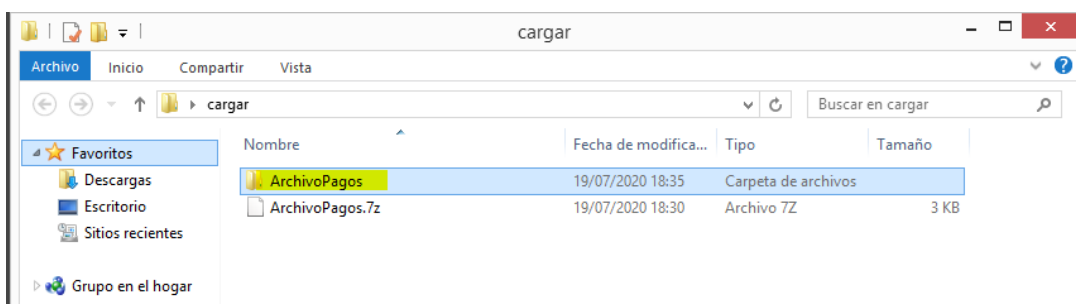 cargar
Archivo Inicio Compartir Vista
cargar Buscar en cargar
Nombre Fecha de modifica... Tipo Tamaño
Favoritos
ArchivoPagos 19/07/2020 18:35 Carpeta de archivos
Descargas
ArchivoPagos.7z 19/07/2020 18:30 Archivo 7Z 3 KB
Escritorio
Sitios recientes
Grupo en el hogar